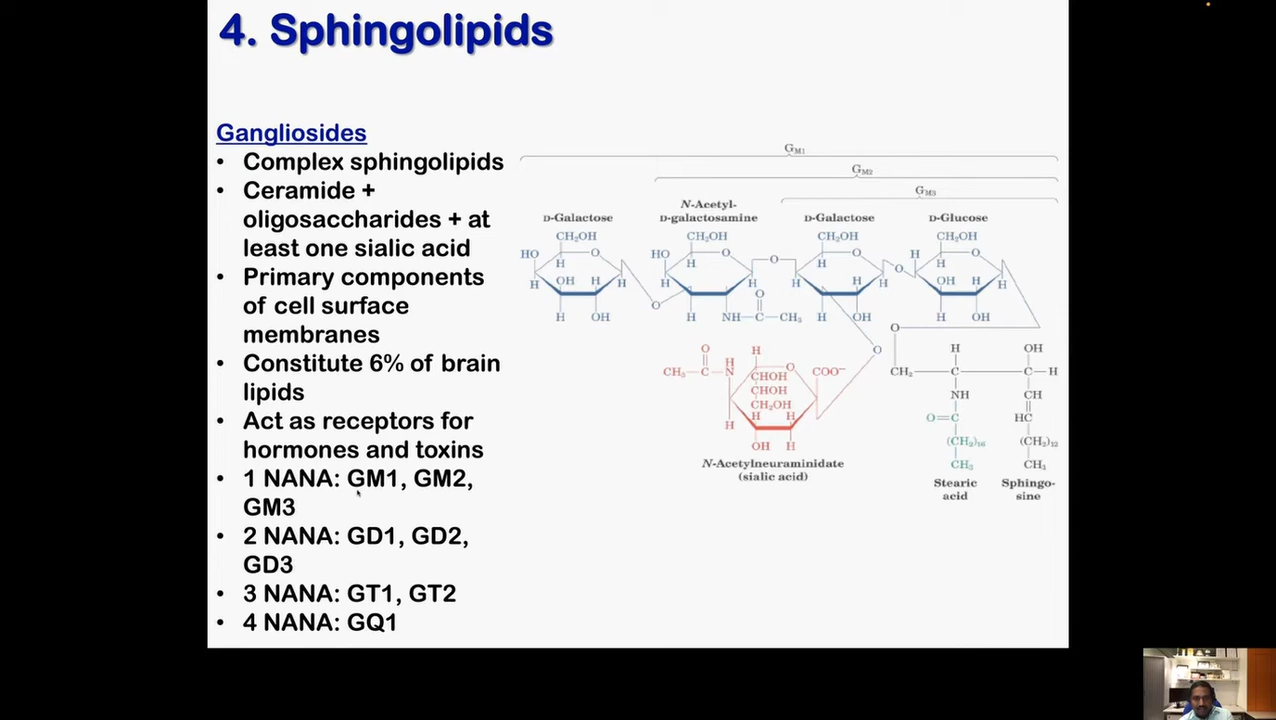 4. Sphingolipids
Gangliosides
• Complex sphingolipids
• Ceramide +
oligosaccharides + at
least one sialic acid
• Primary components
of cell surface
membranes
• Constitute 6% of brain
lipids
• Act as receptors for
hormones and toxins
• 1 NANA: GM1, GM2,
GM3
• 2 NANA: GD1, GD2,
GD3
• 3 NANA: GT1, GT2
• 4 NANA: GQ1
GM1
GM2
GM3
D-Galactose
N-Acetyl-
D-galactosamine
D-Galactose
D-Glucose
CH₂OH CH₂OH CH₂OH CH₂OH
HO O HO O O H O
H H H H
O O
OH H H H H OH H
H H H H H H
O O
H OH H NH—C—CH₃ H OH H OH
O
O O H H OH
CH₃—C—N H COO⁻ CH₂ C C—H
CHOH
CHOH
CH₂OH
H H
H
OH H
NH CH
O=C HC
(CH₂)₁₆ (CH₂)₁₂
CH₃ CH₃
N-Acetylneuraminidate
(sialic acid)
Stearic
acid
Sphingo-
sine